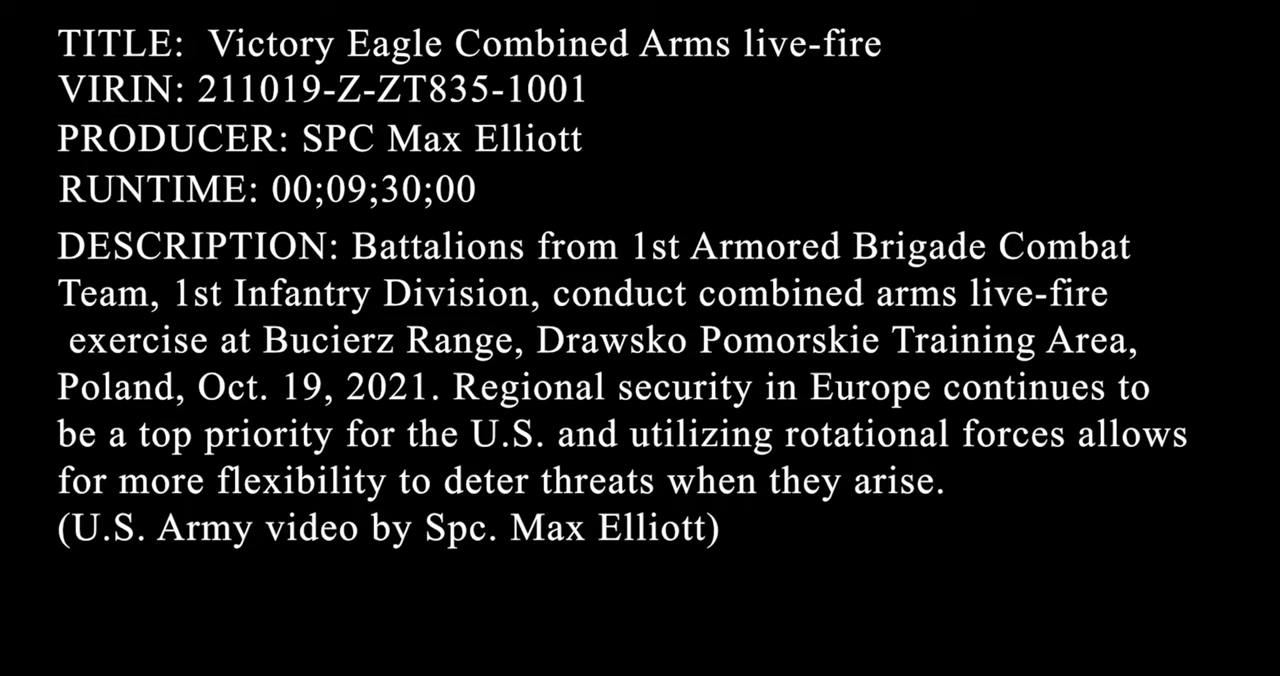 TITLE: Victory Eagle Combined Arms live-fire
VIRIN: 211019-Z-ZT835-1001
PRODUCER: SPC Max Elliott
RUNTIME: 00;09;30;00
DESCRIPTION: Battalions from 1st Armored Brigade Combat
Team, 1st Infantry Division, conduct combined arms live-fire
exercise at Bucierz Range, Drawsko Pomorskie Training Area,
Poland, Oct. 19, 2021. Regional security in Europe continues to
be a top priority for the U.S. and utilizing rotational forces allows
for more flexibility to deter threats when they arise.
(U.S. Army video by Spc. Max Elliott)